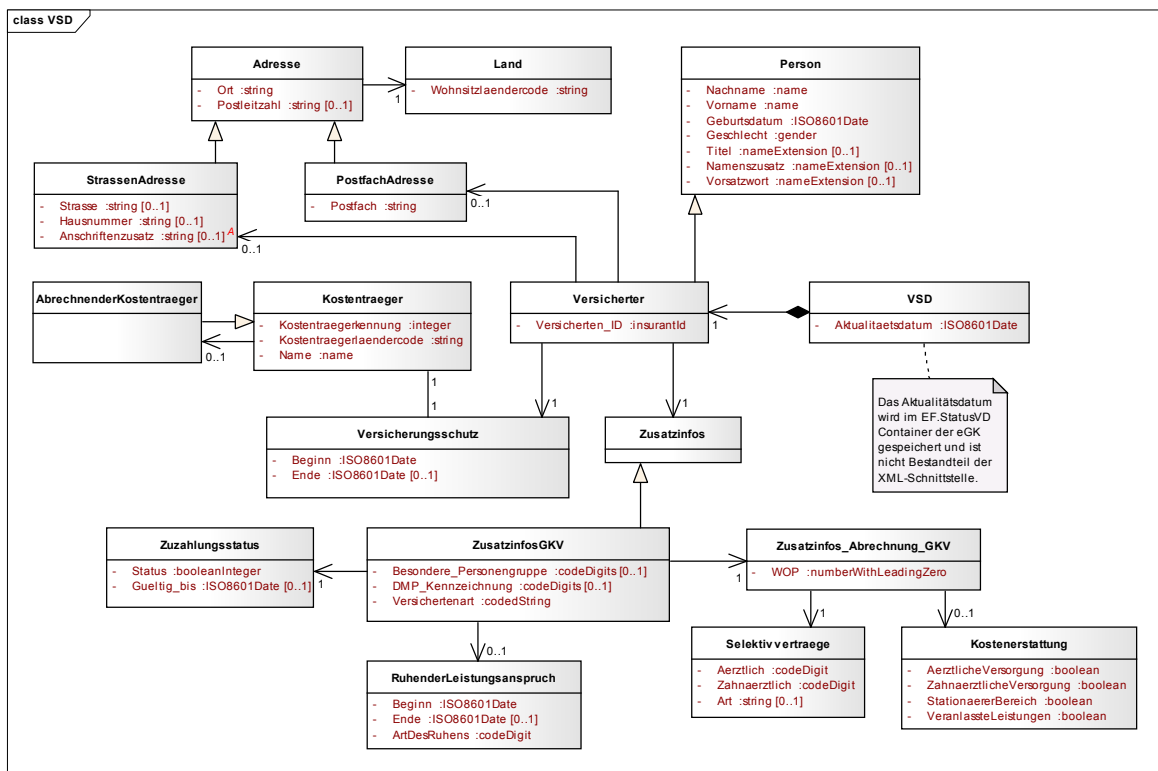 class VSD
Adresse
- Ort :string
- Postleitzahl :string [0..1]
1
Land
- Wohnsitzlaendercode :string
Person
- Nachname :name
- Vorname :name
- Geburtsdatum :ISO8601Date
- Geschlecht :gender
- Titel :nameExtension [0..1]
- Namenszusatz :nameExtension [0..1]
- Vorsatzwort :nameExtension [0..1]
StrassenAdresse
- Strasse :string [0..1]
- Hausnummer :string [0..1]
- Anschriftenzusatz :string [0..1] A
0..1
PostfachAdresse
- Postfach :string
0..1
AbrechnenderKostentraeger
0..1
Kostentraeger
- Kostentraegerkennung :integer
- Kostentraegerlaendercode :string
- Name :name
1
1
Versicherter
- Versicherten_ID :insurantId
1
VSD
- Aktualitaetsdatum :ISO8601Date
Das Aktualitätsdatum
wird im EF.StatusVD
Container der eGK
gespeichert und ist
nicht Bestandteil der
XML-Schnittstelle.
1
1
Versicherungsschutz
- Beginn :ISO8601Date
- Ende :ISO8601Date [0..1]
Zusatzinfos
Zuzahlungsstatus
- Status :booleanInteger
- Gueltig_bis :ISO8601Date [0..1]
1
ZusatzinfosGKV
- Besondere_Personengruppe :codeDigits [0..1]
- DMP_Kennzeichnung :codeDigits [0..1]
- Versichertenart :codedString
1
Zusatzinfos_Abrechnung_GKV
- WOP :numberWithLeadingZero
0..1
1
0..1
RuhenderLeistungsanspruch
- Beginn :ISO8601Date
- Ende :ISO8601Date [0..1]
- ArtDesRuhens :codeDigit
Selektivvertraege
- Aerztlich :codeDigit
- Zahnaerztlich :codeDigit
- Art :string [0..1]
Kostenerstattung
- AerztlicheVersorgung :boolean
- ZahnaerztlicheVersorgung :boolean
- StationaererBereich :boolean
- VeranlassteLeistungen :boolean